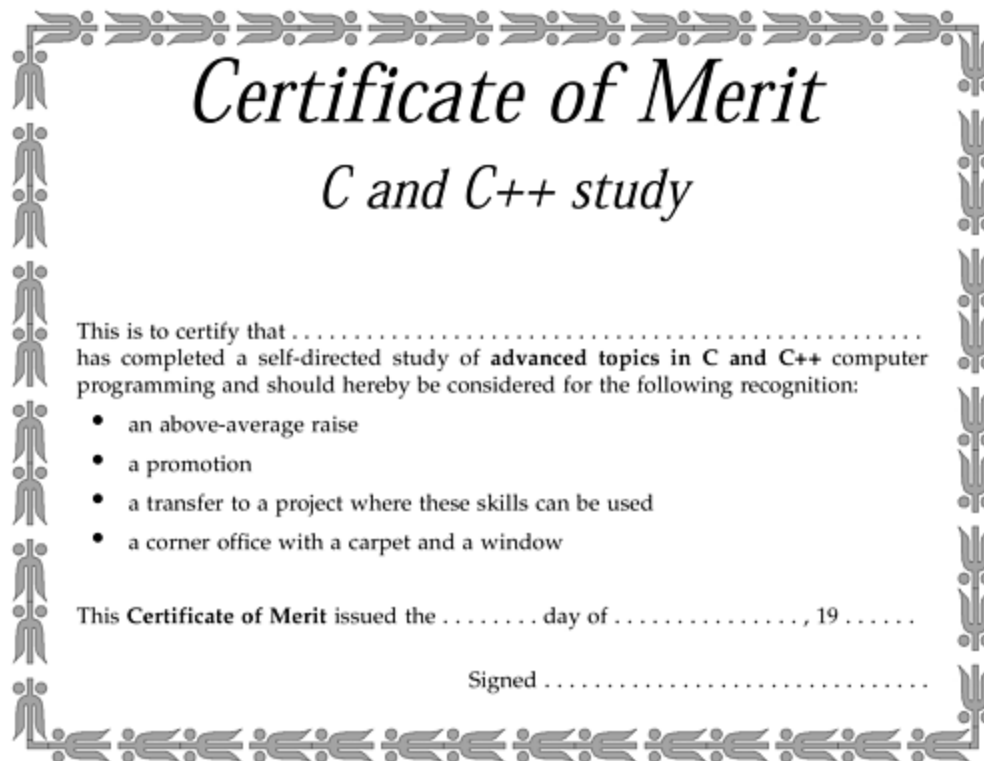 Certificate of Merit
C and C++ study
This is to certify that . . . . . . . . . . . . . . . . . . . . . . . . . . . . . . . . . . . . . . . . . . . . . . . . . .
has completed a self-directed study of advanced topics in C and C++ computer
programming and should hereby be considered for the following recognition:
• an above-average raise
• a promotion
• a transfer to a project where these skills can be used
• a corner office with a carpet and a window
This Certificate of Merit issued the . . . . . . . . day of . . . . . . . . . . . . . . . , 19 . . . . . .
Signed . . . . . . . . . . . . . . . . . . . . . . . . . . . . . . .